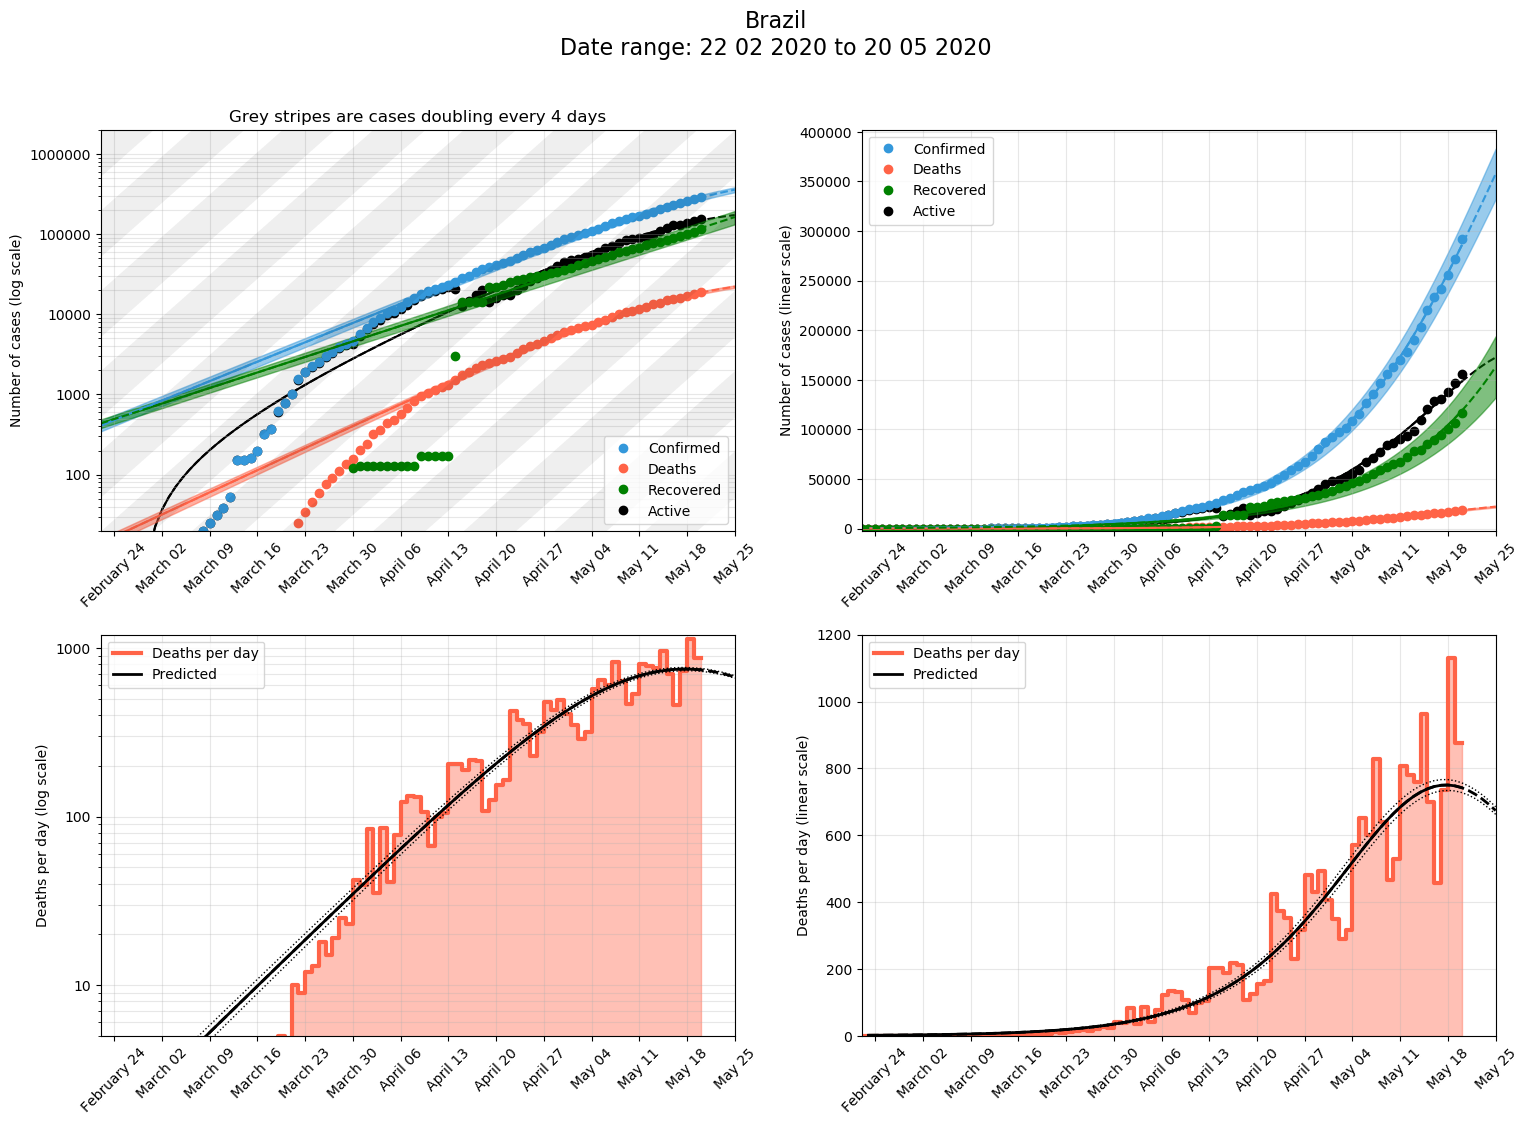 Brazil
Date range: 22 02 2020 to 20 05 2020
Grey stripes are cases doubling every 4 days
Number of cases (log scale)
1000000
100000
10000
1000
100
Confirmed
Deaths
Recovered
Active
February 24
March 02
March 09
March 16
March 23
March 30
April 06
April 13
April 20
April 27
May 04
May 11
May 18
May 25
Number of cases (linear scale)
400000
350000
300000
250000
200000
150000
100000
50000
0
Confirmed
Deaths
Recovered
Active
February 24
March 02
March 09
March 16
March 23
March 30
April 06
April 13
April 20
April 27
May 04
May 11
May 18
May 25
Deaths per day (log scale)
1000
100
10
Deaths per day
Predicted
February 24
March 02
March 09
March 16
March 23
March 30
April 06
April 13
April 20
April 27
May 04
May 11
May 18
May 25
Deaths per day (linear scale)
1200
1000
800
600
400
200
0
Deaths per day
Predicted
February 24
March 02
March 09
March 16
March 23
March 30
April 06
April 13
April 20
April 27
May 04
May 11
May 18
May 25